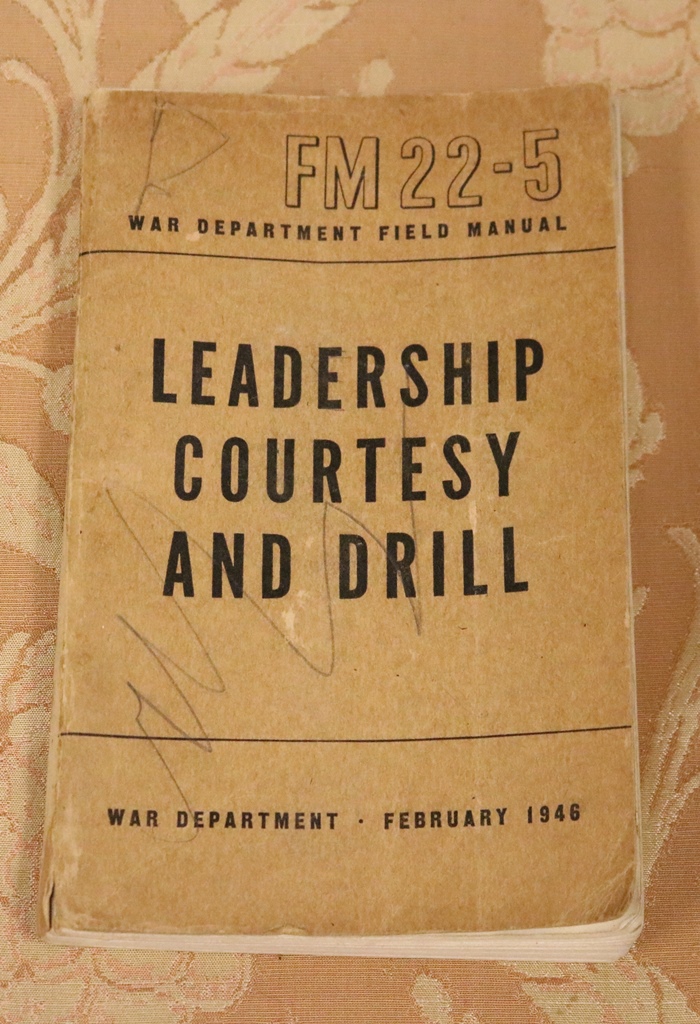 FM 22-5
WAR DEPARTMENT FIELD MANUAL
LEADERSHIP
COURTESY
AND DRILL
WAR DEPARTMENT · FEBRUARY 1946